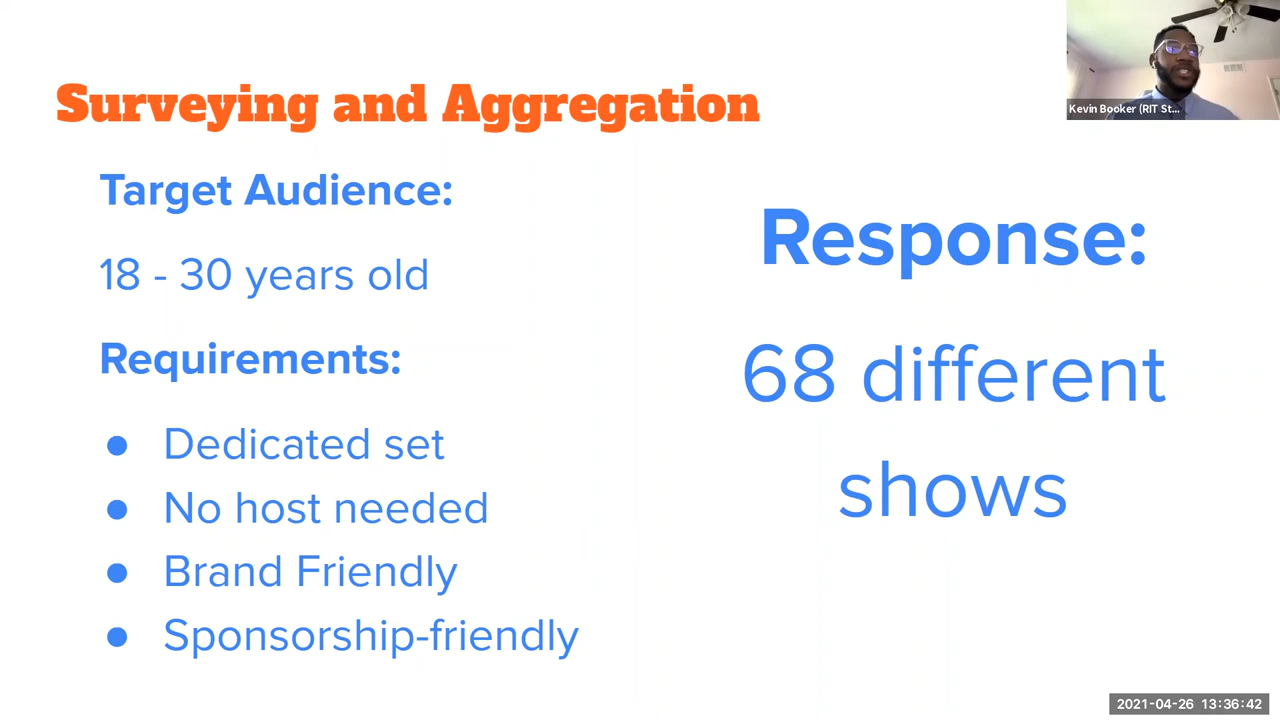 Surveying and Aggregation
Kevin Booker (RIT St...
Target Audience:
18 - 30 years old
Requirements:
● Dedicated set
● No host needed
● Brand Friendly
● Sponsorship-friendly
Response:
68 different
shows
2021-04-26 13:36:42